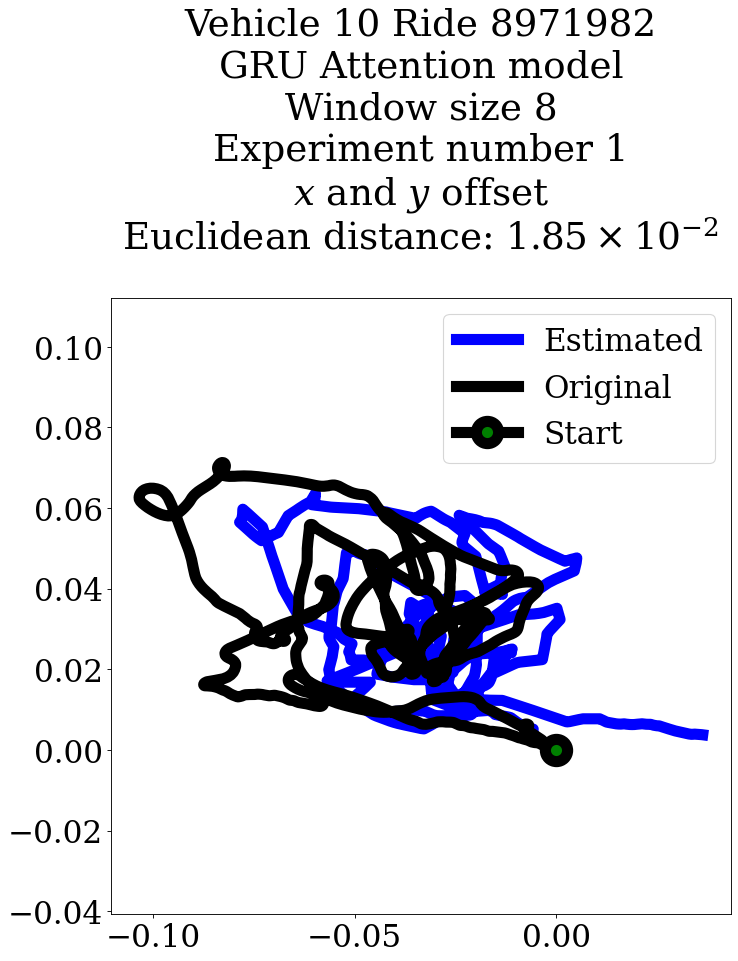 Vehicle 10 Ride 8971982
GRU Attention model
Window size 8
Experiment number 1
x and y offset
Euclidean distance: 1.85 × 10⁻²
Estimated
Original
Start
0.10
0.08
0.06
0.04
0.02
0.00
−0.02
−0.04
−0.10
−0.05
0.00